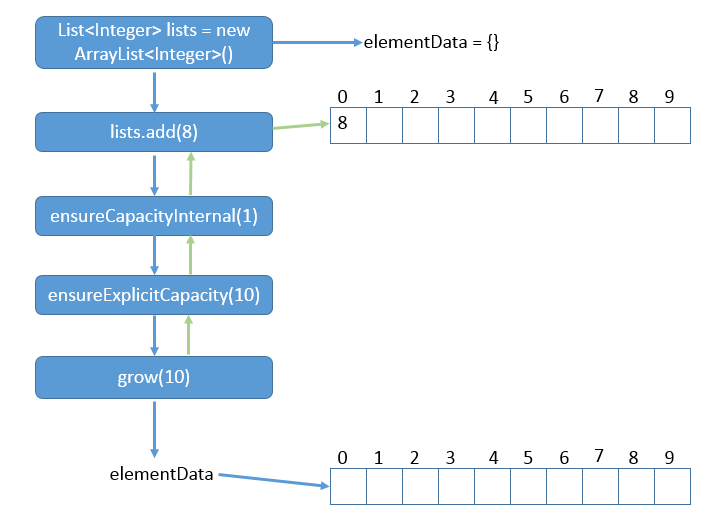 List<Integer> lists = new
ArrayList<Integer>()
elementData = {}
0 1 2 3 4 5 6 7 8 9
lists.add(8)
8
ensureCapacityInternal(1)
ensureExplicitCapacity(10)
grow(10)
0 1 2 3 4 5 6 7 8 9
elementData